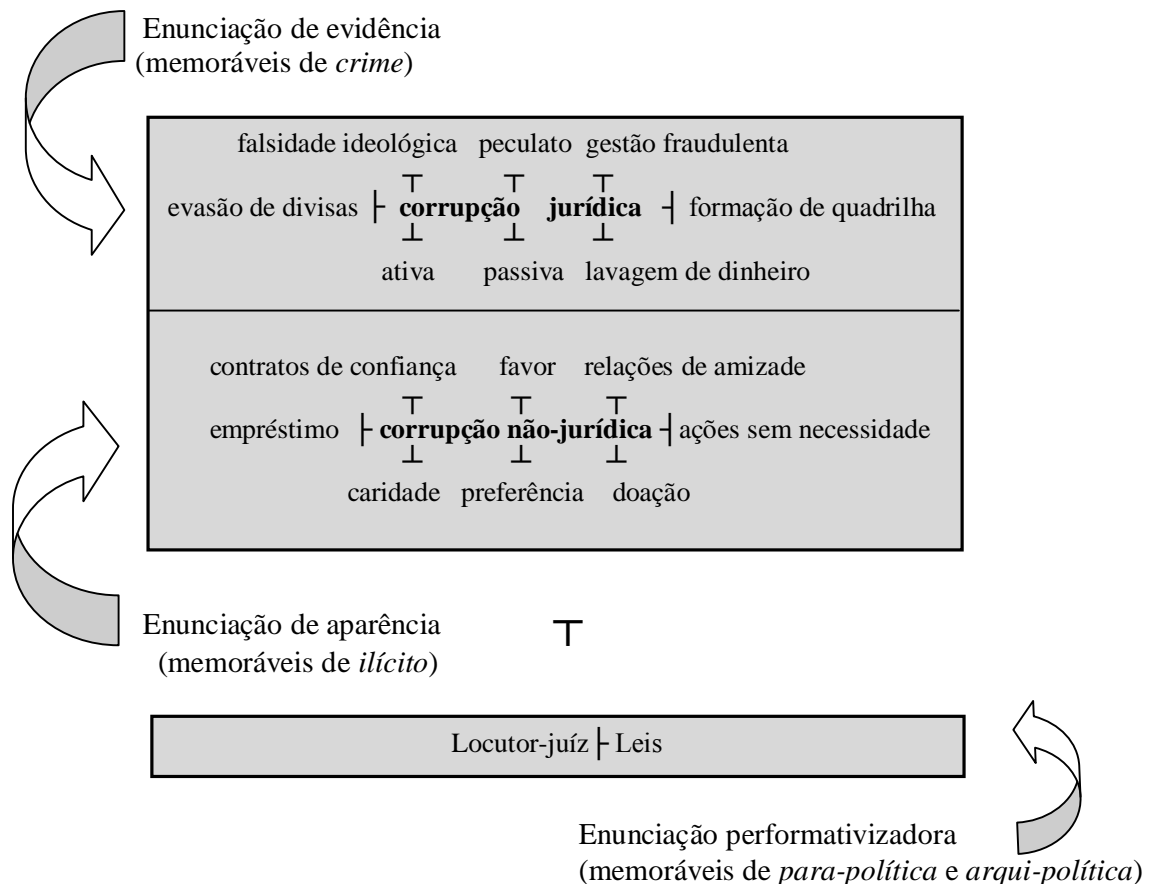 Enunciação de evidência
(memoráveis de crime)
falsidade ideológica peculato gestão fraudulenta
┬ ┬ ┬
evasão de divisas ├ corrupção jurídica ┤ formação de quadrilha
┴ ┴ ┴
ativa passiva lavagem de dinheiro
contratos de confiança favor relações de amizade
┬ ┬ ┬
empréstimo ├ corrupção não-jurídica ┤ ações sem necessidade
┴ ┴ ┴
caridade preferência doação
Enunciação de aparência ┬
(memoráveis de ilícito)
Locutor-juíz ├ Leis
Enunciação performativizadora
(memoráveis de para-política e arqui-política)